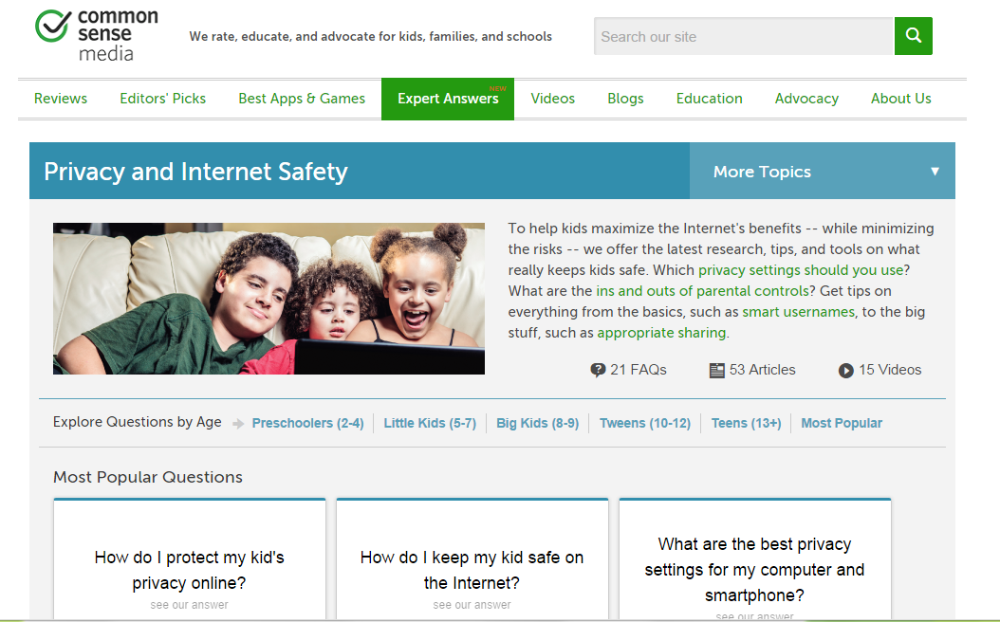 common
sense
media
We rate, educate, and advocate for kids, families, and schools
Search our site
Reviews
Editors' Picks
Best Apps & Games
Expert Answers NEW
Videos
Blogs
Education
Advocacy
About Us
Privacy and Internet Safety
More Topics
To help kids maximize the Internet's benefits -- while minimizing
the risks -- we offer the latest research, tips, and tools on what
really keeps kids safe. Which privacy settings should you use?
What are the ins and outs of parental controls? Get tips on
everything from the basics, such as smart usernames, to the big
stuff, such as appropriate sharing.
21 FAQs
53 Articles
15 Videos
Explore Questions by Age
Preschoolers (2-4)
Little Kids (5-7)
Big Kids (8-9)
Tweens (10-12)
Teens (13+)
Most Popular
Most Popular Questions
How do I protect my kid's
privacy online?
see our answer
How do I keep my kid safe on
the Internet?
see our answer
What are the best privacy
settings for my computer and
smartphone?
see our answer